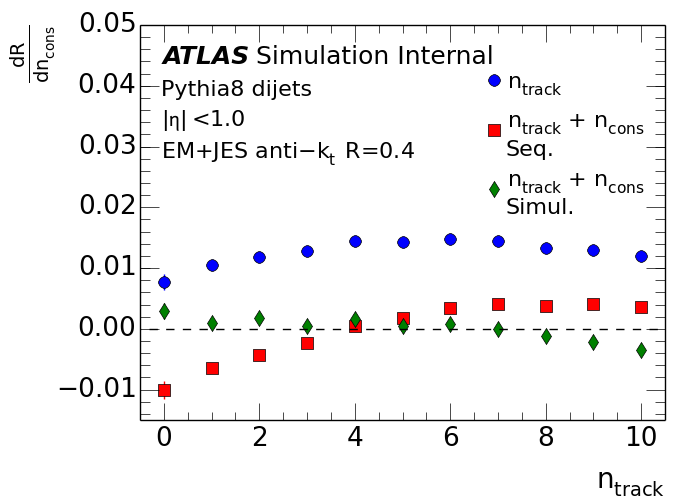 dR
dn_cons
0.05
0.04
0.03
0.02
0.01
0.00
−0.01
ATLAS Simulation Internal
Pythia8 dijets
|η| <1.0
EM+JES anti−k_t R=0.4
n_track
n_track + n_cons
Seq.
n_track + n_cons
Simul.
0 2 4 6 8 10
n_track